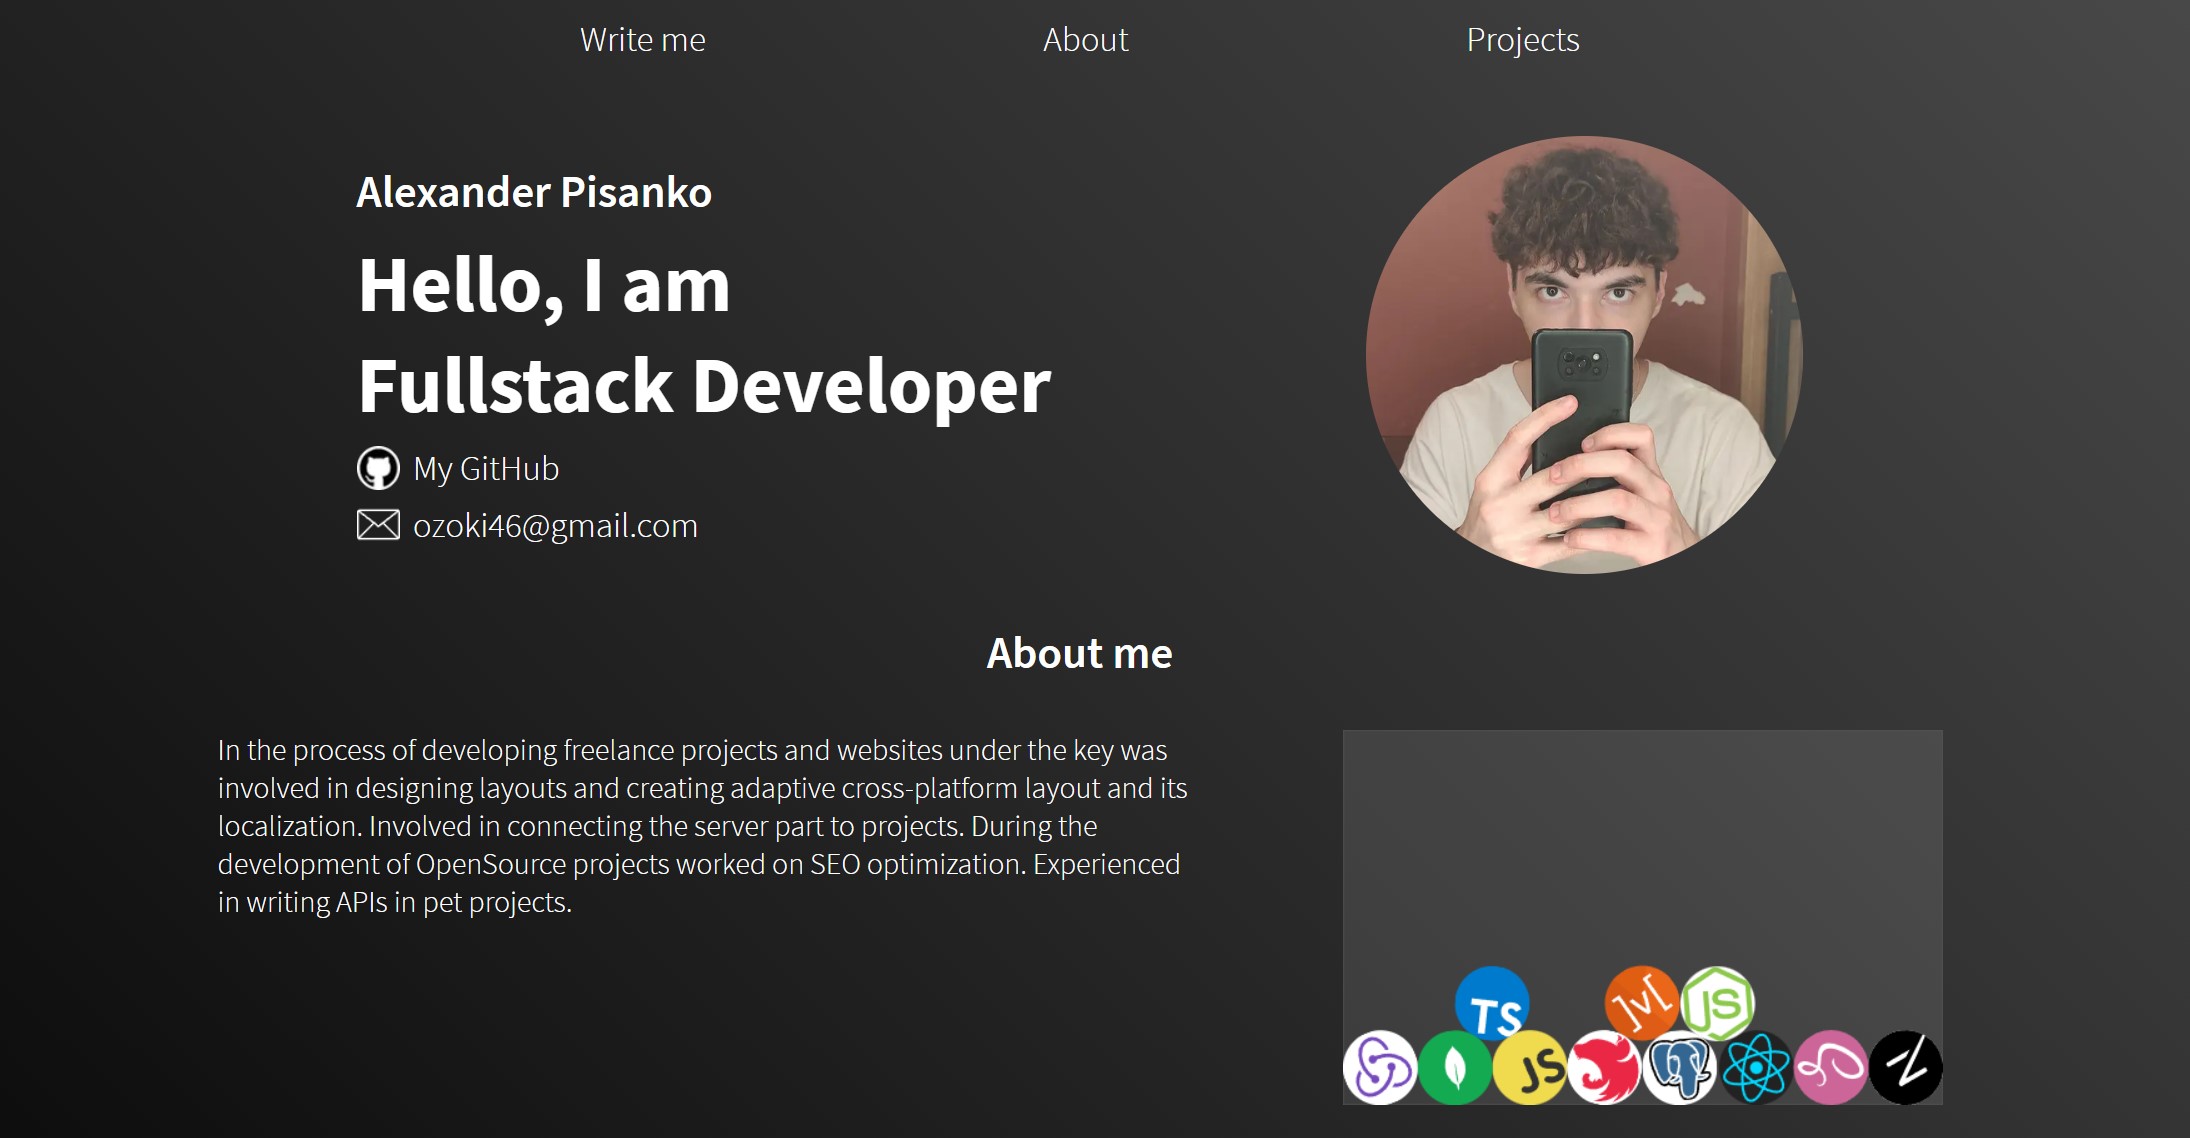 Write me
About
Projects
Alexander Pisanko
Hello, I am
Fullstack Developer
My GitHub
ozoki46@gmail.com
About me
In the process of developing freelance projects and websites under the key was
involved in designing layouts and creating adaptive cross-platform layout and its
localization. Involved in connecting the server part to projects. During the
development of OpenSource projects worked on SEO optimization. Experienced
in writing APIs in pet projects.
TS
JS
JS